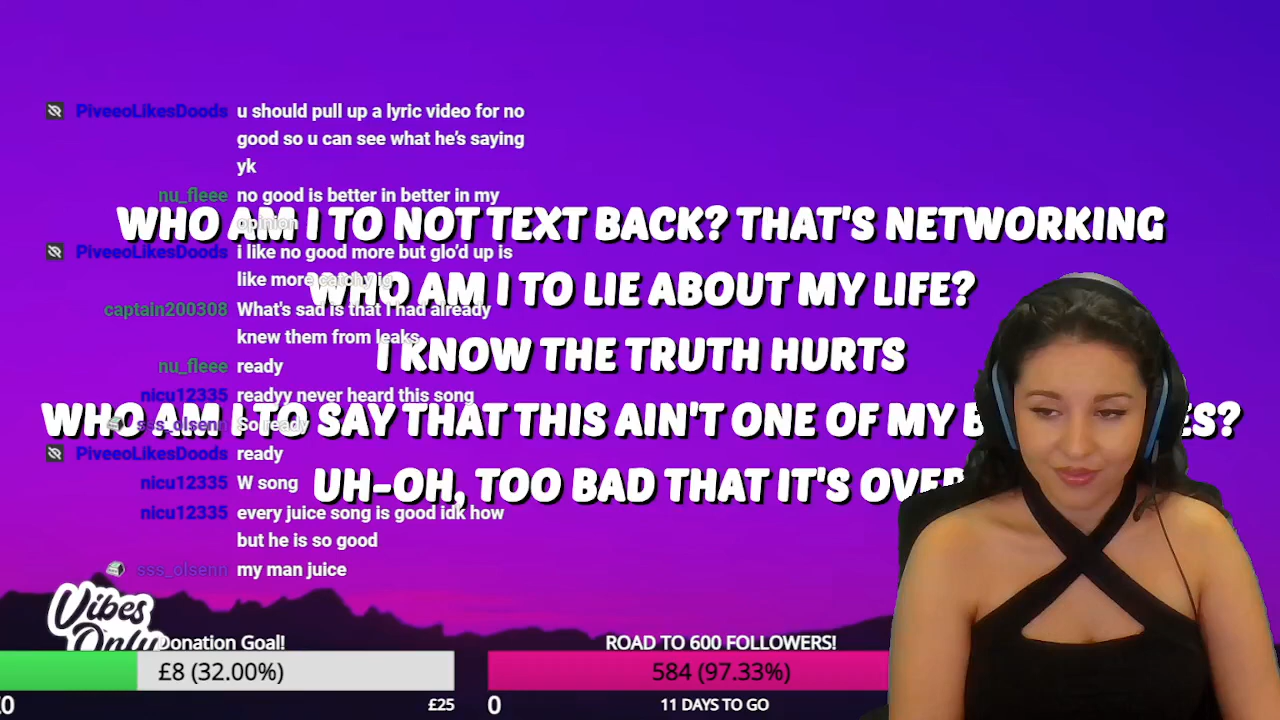 PiveeoLikesDoods u should pull up a lyric video for no
good so u can see what he's saying
yk
nu_fleee no good is better in better in my
opinion
WHO AM I TO NOT TEXT BACK? THAT'S NETWORKING
PiveeoLikesDoods i like no good more but glo'd up is
like more catchy ig
WHO AM I TO LIE ABOUT MY LIFE?
captain200308 What's sad is that I had already
knew them from leaks
I KNOW THE TRUTH HURTS
nu_fleee ready
nicu12335 readyy never heard this song
sss_olsenn So ready
WHO AM I TO SAY THAT THIS AIN'T ONE OF MY
PiveeoLikesDoods ready
nicu12335 W song
UH-OH, TOO BAD THAT IT'S OVER
nicu12335 every juice song is good idk how
but he is so good
sss_olsenn my man juice
Vibes
Only
Donation Goal!
£8 (32.00%)
£25
ROAD TO 600 FOLLOWERS!
584 (97.33%)
0
11 DAYS TO GO